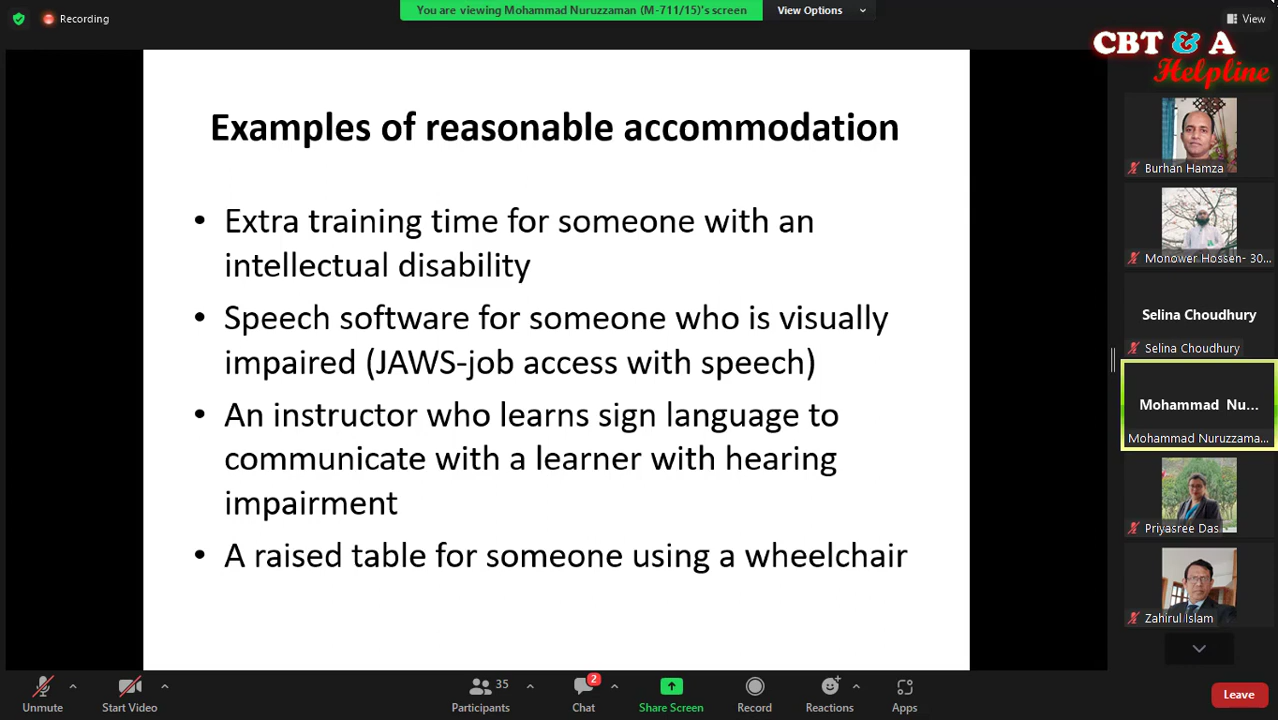 Recording
You are viewing Mohammad Nuruzzaman (M-711/15)'s screen
View Options
View
CBT & A
Helpline
Examples of reasonable accommodation
• Extra training time for someone with an
intellectual disability
• Speech software for someone who is visually
impaired (JAWS-job access with speech)
• An instructor who learns sign language to
communicate with a learner with hearing
impairment
• A raised table for someone using a wheelchair
Burhan Hamza
Monower Hossen- 30...
Selina Choudhury
Selina Choudhury
Mohammad Nu...
Mohammad Nuruzzama...
Priyasree Das
Zahirul Islam
Unmute
Start Video
35
Participants
2
Chat
Share Screen
Record
Reactions
Apps
Leave